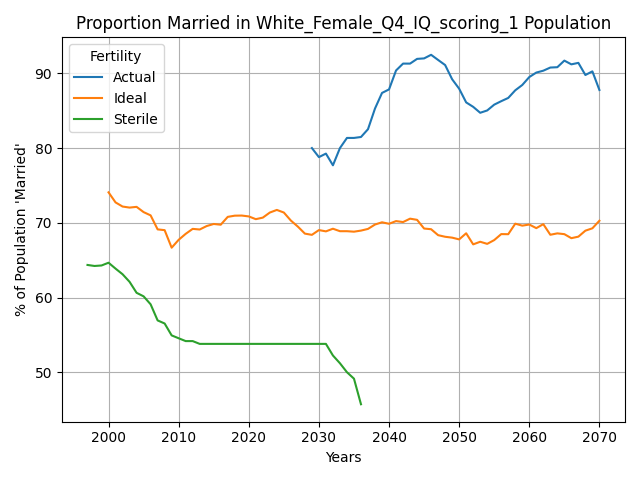 Proportion Married in White_Female_Q4_IQ_scoring_1 Population
Fertility
Actual
Ideal
Sterile
% of Population 'Married'
90
80
70
60
50
2000 2010 2020 2030 2040 2050 2060 2070
Years